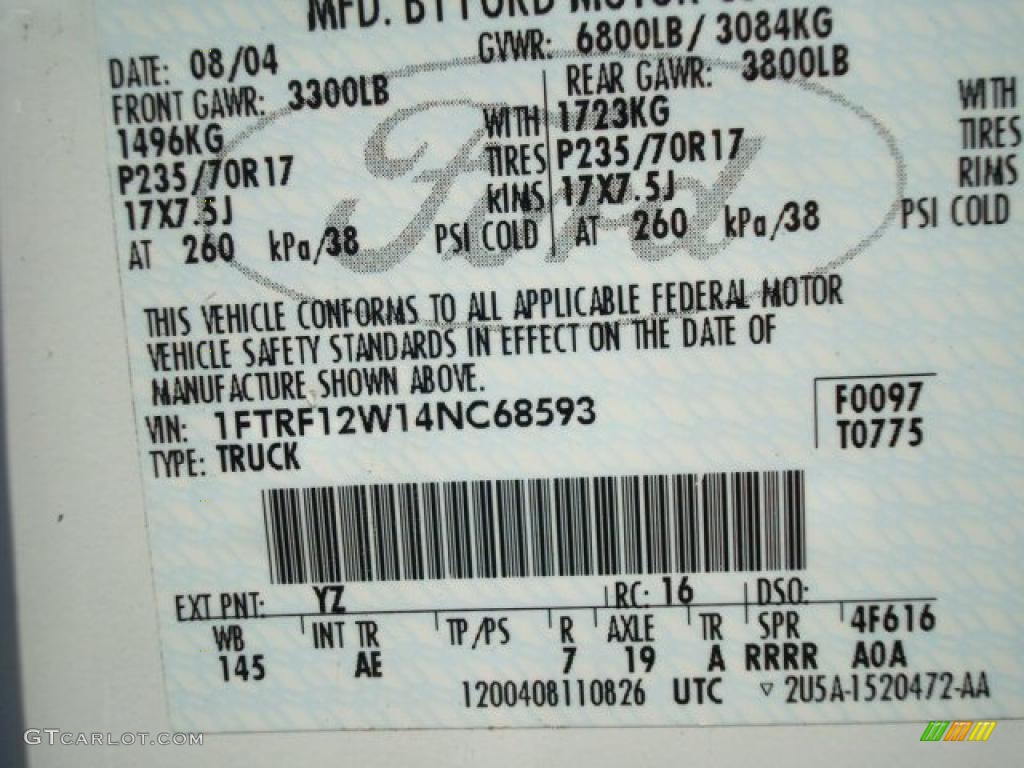 MFD. BY FORD MOTOR
DATE: 08/04 GVWR: 6800LB/ 3084KG
FRONT GAWR: 3300LB REAR GAWR: 3800LB
1496KG WITH 1723KG WITH
P235/70R17 TIRES P235/70R17 TIRES
17X7.5J RIMS 17X7.5J RIMS
AT 260 kPa/38 PSI COLD AT 260 kPa/38 PSI COLD
Ford
THIS VEHICLE CONFORMS TO ALL APPLICABLE FEDERAL MOTOR
VEHICLE SAFETY STANDARDS IN EFFECT ON THE DATE OF
MANUFACTURE SHOWN ABOVE.
VIN: 1FTRF12W14NC68593 F0097
TYPE: TRUCK T0775
EXT PNT: YZ RC: 16 DSO:
WB INT TR TP/PS R AXLE TR SPR 4F616
145 AE 7 19 A RRRR A0A
1200408110826 UTC ▽ 2U5A-1520472-AA
GTCARLOT.COM